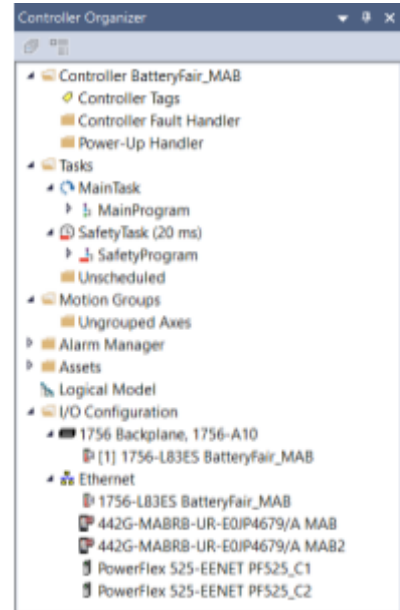 Controller Organizer
Controller BatteryFair_MAB
Controller Tags
Controller Fault Handler
Power-Up Handler
Tasks
MainTask
MainProgram
SafetyTask (20 ms)
SafetyProgram
Unscheduled
Motion Groups
Ungrouped Axes
Alarm Manager
Assets
Logical Model
I/O Configuration
1756 Backplane, 1756-A10
[1] 1756-L83ES BatteryFair_MAB
Ethernet
1756-L83ES BatteryFair_MAB
442G-MABRB-UR-E0JP4679/A MAB
442G-MABRB-UR-E0JP4679/A MAB2
PowerFlex 525-EENET PF525_C1
PowerFlex 525-EENET PF525_C2